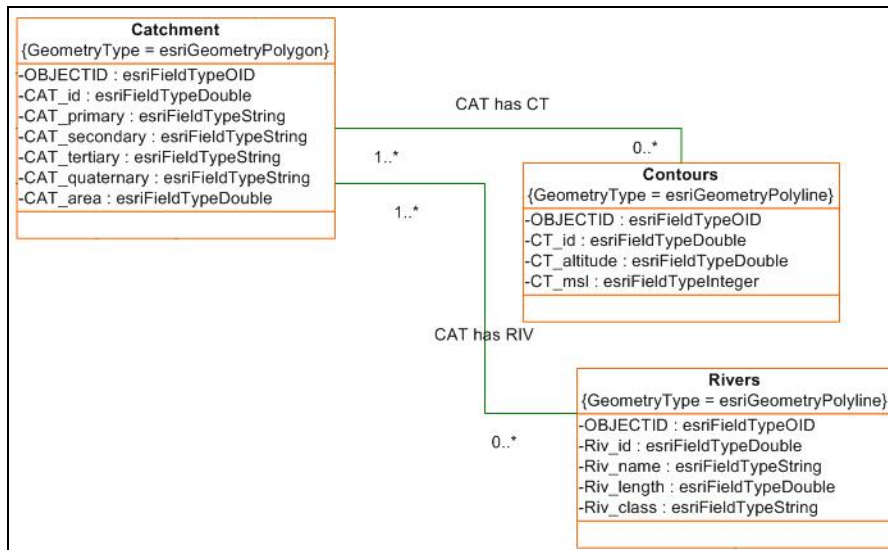 Catchment
{GeometryType = esriGeometryPolygon}
-OBJECTID : esriFieldTypeOID
-CAT_id : esriFieldTypeDouble
-CAT_primary : esriFieldTypeString
-CAT_secondary : esriFieldTypeString
-CAT_tertiary : esriFieldTypeString
-CAT_quaternary : esriFieldTypeString
-CAT_area : esriFieldTypeDouble
CAT has CT
1..*
0..*
1..*
Contours
{GeometryType = esriGeometryPolyline}
-OBJECTID : esriFieldTypeOID
-CT_id : esriFieldTypeDouble
-CT_altitude : esriFieldTypeDouble
-CT_msl : esriFieldTypeInteger
CAT has RIV
0..*
Rivers
{GeometryType = esriGeometryPolyline}
-OBJECTID : esriFieldTypeOID
-Riv_id : esriFieldTypeDouble
-Riv_name : esriFieldTypeString
-Riv_length : esriFieldTypeDouble
-Riv_class : esriFieldTypeString